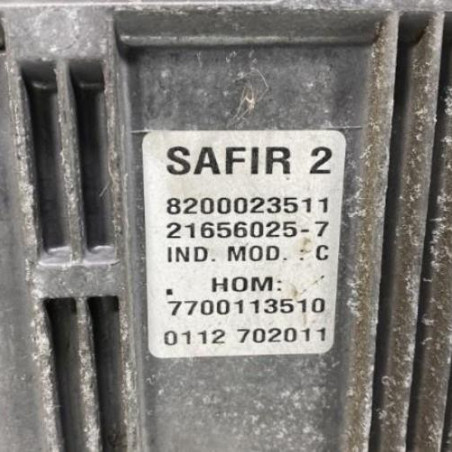 SAFIR 2
8200023511
21656025-7
IND. MOD. : C
. HOM:
7700113510
0112 702011